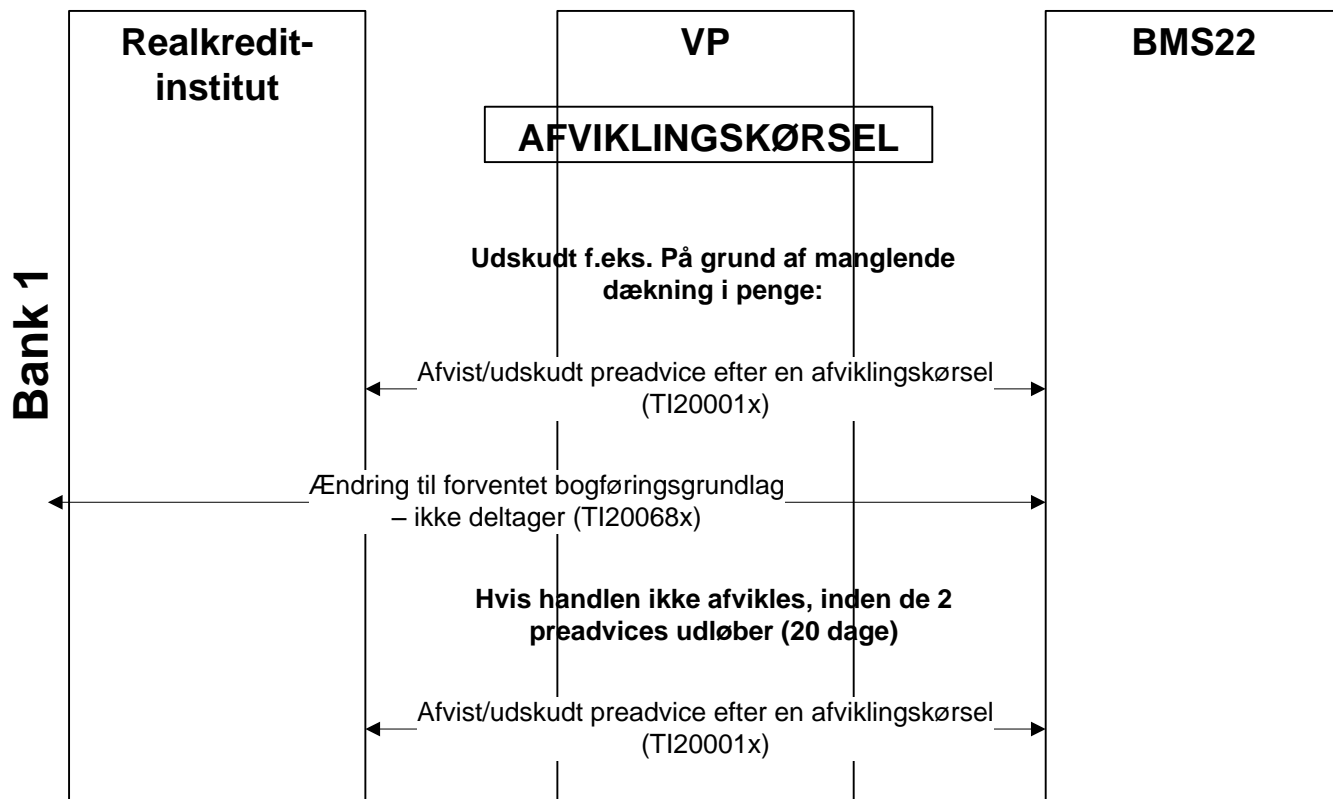 Realkredit-
institut
VP
BMS22
AFVIKLINGSKØRSEL
Bank 1
Udskudt f.eks. På grund af manglende
dækning i penge:
Afvist/udskudt preadvice efter en afviklingskørsel
(TI20001x)
Ændring til forventet bogføringsgrundlag
– ikke deltager (TI20068x)
Hvis handlen ikke afvikles, inden de 2
preadvices udløber (20 dage)
Afvist/udskudt preadvice efter en afviklingskørsel
(TI20001x)